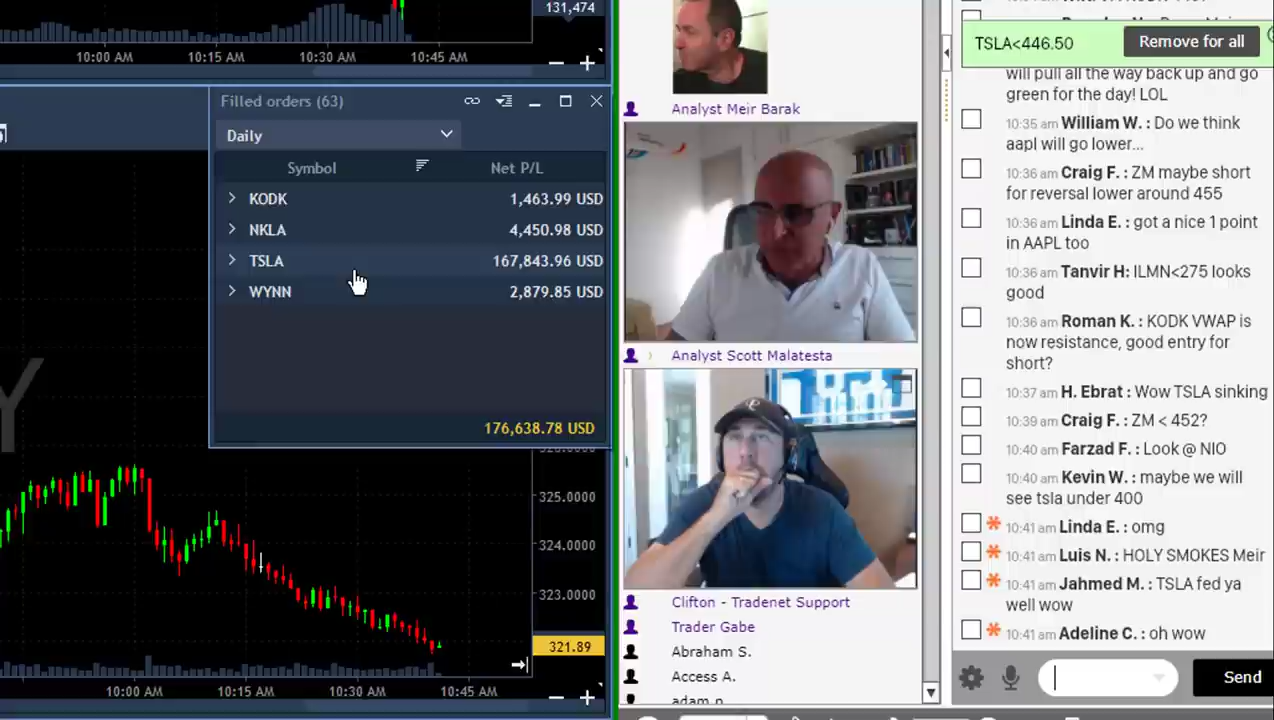 131,474
10:00 AM 10:15 AM 10:30 AM 10:45 AM
Filled orders (63)
Daily
Symbol Net P/L
KODK 1,463.99 USD
NKLA 4,450.98 USD
TSLA 167,843.96 USD
WYNN 2,879.85 USD
176,638.78 USD
325.0000
324.0000
323.0000
321.89
10:00 AM 10:15 AM 10:30 AM 10:45 AM
Analyst Meir Barak
Analyst Scott Malatesta
Clifton - Tradenet Support
Trader Gabe
Abraham S.
Access A.
adam n
TSLA<446.50 Remove for all
will pull all the way back up and go
green for the day! LOL
10:35 am William W. : Do we think
aapl will go lower...
10:36 am Craig F. : ZM maybe short
for reversal lower around 455
10:36 am Linda E. : got a nice 1 point
in AAPL too
10:36 am Tanvir H: ILMN<275 looks
good
10:36 am Roman K. : KODK VWAP is
now resistance, good entry for
short?
10:37 am H. Ebrat : Wow TSLA sinking
10:39 am Craig F. : ZM < 452?
10:40 am Farzad F. : Look @ NIO
10:40 am Kevin W. : maybe we will
see tsla under 400
10:41 am Linda E. : omg
10:41 am Luis N. : HOLY SMOKES Meir
10:41 am Jahmed M. : TSLA fed ya
well wow
10:41 am Adeline C. : oh wow
Send